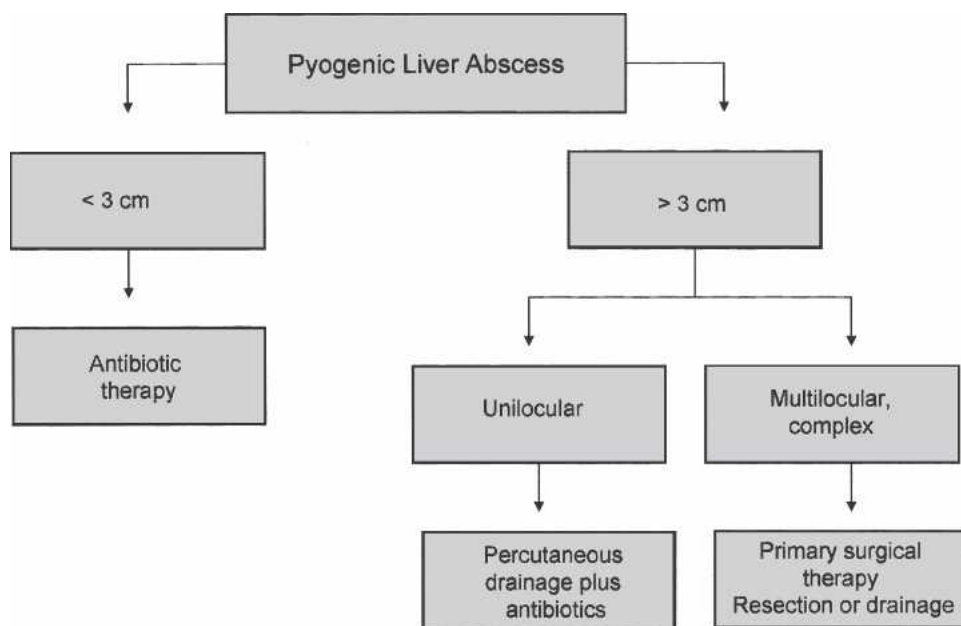 Pyogenic Liver Abscess
< 3 cm
> 3 cm
Antibiotic
therapy
Unilocular
Multilocular,
complex
Percutaneous
drainage plus
antibiotics
Primary surgical
therapy
Resection or drainage